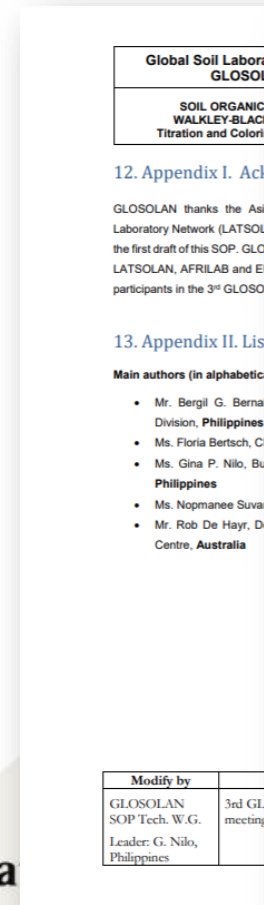 Global Soil Labora
GLOSOL
SOIL ORGANIC
WALKLEY-BLAC
Titration and Colori
12. Appendix I. Ack
GLOSOLAN thanks the Asi
Laboratory Network (LATSOL
the first draft of this SOP. GLO
LATSOLAN, AFRILAB and E
participants in the 3rd GLOSO
13. Appendix II. Lis
Main authors (in alphabetic
• Mr. Bergil G. Berna
Division, Philippines
• Ms. Floria Bertsch, C
• Ms. Gina P. Nilo, Bu
Philippines
• Ms. Nopmanee Suva
• Mr. Rob De Hayr, D
Centre, Australia
Modify by
GLOSOLAN
SOP Tech. W.G.
Leader: G. Nilo,
Philippines
3rd GL
meeting
a